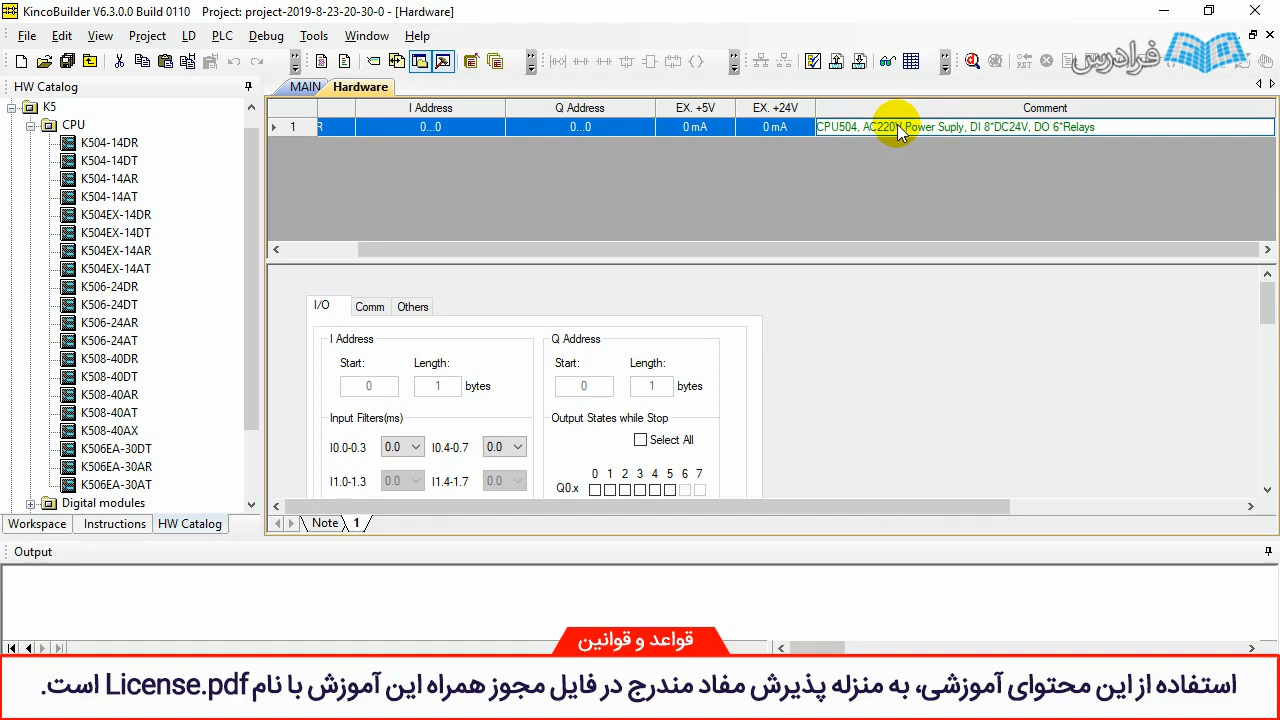 KincoBuilder V6.3.0.0 Build 0110    Project: project-2019-8-23-20-30-0 - [Hardware]
File Edit View Project LD PLC Debug Tools Window Help
فرادرس
HW Catalog
MAIN Hardware
K5
CPU
K504-14DR
K504-14DT
K504-14AR
K504-14AT
K504EX-14DR
K504EX-14DT
K504EX-14AR
K504EX-14AT
K506-24DR
K506-24DT
K506-24AR
K506-24AT
K508-40DR
K508-40DT
K508-40AR
K508-40AT
K508-40AX
K506EA-30DT
K506EA-30AR
K506EA-30AT
Digital modules
Workspace Instructions HW Catalog
I Address Q Address EX. +5V EX. +24V Comment
1 R 0...0 0...0 0 mA 0 mA CPU504, AC220V Power Suply, DI 8*DC24V, DO 6*Relays
I/O Comm Others
I Address Q Address
Start: Length: Start: Length:
0 1 bytes 0 1 bytes
Input Filters(ms) Output States while Stop
Select All
I0.0-0.3 0.0 I0.4-0.7 0.0
0 1 2 3 4 5 6 7
I1.0-1.3 0.0 I1.4-1.7 0.0
Q0.x
Note 1
Output
قواعد و قوانین
استفاده از این محتوای آموزشی، به منزله پذیرش مفاد مندرج در فایل مجوز همراه این آموزش با نام License.pdf است.